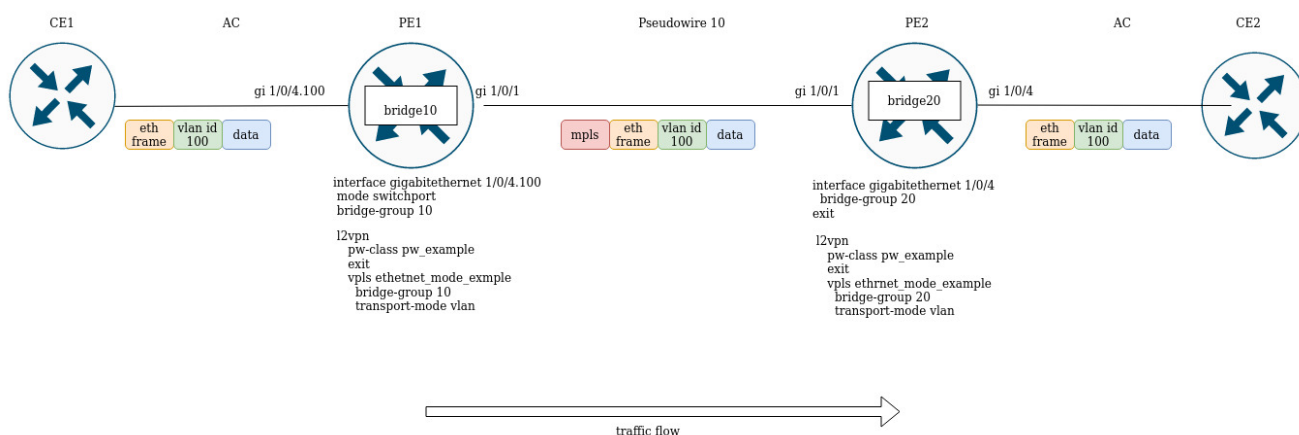 CE1
AC
PE1
Pseudowire 10
PE2
AC
CE2
gi 1/0/4.100
bridge10
gi 1/0/1
gi 1/0/1
bridge20
gi 1/0/4
eth
frame
vlan id
100
data
mpls
eth
frame
vlan id
100
data
eth
frame
vlan id
100
data
interface gigabitethernet 1/0/4.100
mode switchport
bridge-group 10
l2vpn
pw-class pw_example
exit
vpls ethetnet_mode_exmple
bridge-group 10
transport-mode vlan
interface gigabitethernet 1/0/4
bridge-group 20
exit
l2vpn
pw-class pw_example
exit
vpls ethrnet_mode_example
bridge-group 20
transport-mode vlan
traffic flow